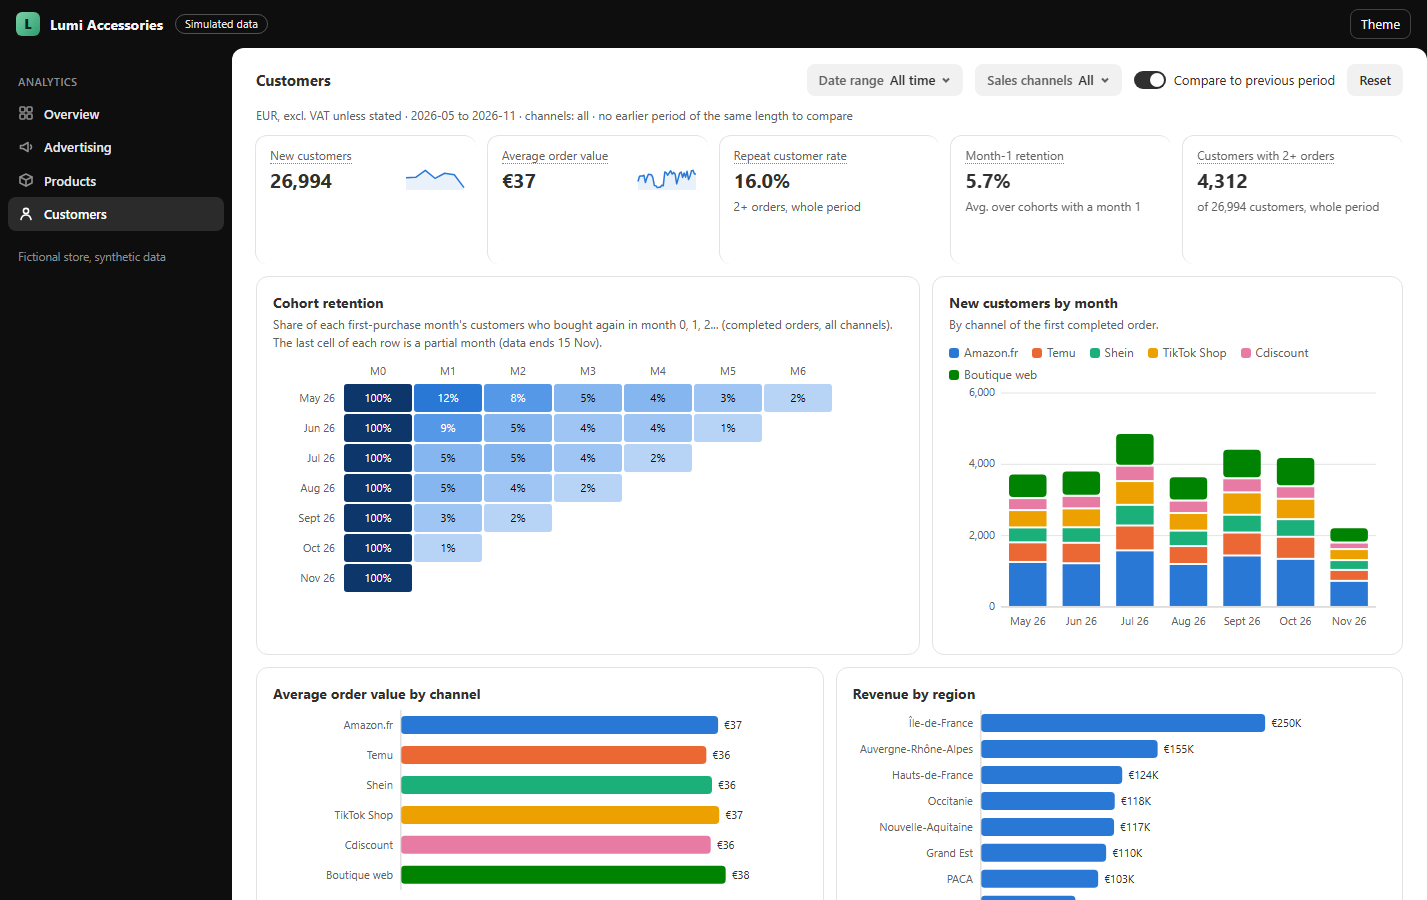 L Lumi Accessories Simulated data Theme
ANALYTICS
Overview
Advertising
Products
Customers
Fictional store, synthetic data
Customers Date range All time Sales channels All Compare to previous period Reset
EUR, excl. VAT unless stated · 2026-05 to 2026-11 · channels: all · no earlier period of the same length to compare
New customers
26,994
Average order value
€37
Repeat customer rate
16.0%
2+ orders, whole period
Month-1 retention
5.7%
Avg. over cohorts with a month 1
Customers with 2+ orders
4,312
of 26,994 customers, whole period
Cohort retention
Share of each first-purchase month's customers who bought again in month 0, 1, 2... (completed orders, all channels).
The last cell of each row is a partial month (data ends 15 Nov).
M0 M1 M2 M3 M4 M5 M6
May 26 100% 12% 8% 5% 4% 3% 2%
Jun 26 100% 9% 5% 4% 4% 1%
Jul 26 100% 5% 5% 4% 2%
Aug 26 100% 5% 4% 2%
Sept 26 100% 3% 2%
Oct 26 100% 1%
Nov 26 100%
New customers by month
By channel of the first completed order.
Amazon.fr Temu Shein TikTok Shop Cdiscount
Boutique web
6,000
4,000
2,000
0
May 26 Jun 26 Jul 26 Aug 26 Sept 26 Oct 26 Nov 26
Average order value by channel
Amazon.fr €37
Temu €36
Shein €36
TikTok Shop €37
Cdiscount €36
Boutique web €38
Revenue by region
Île-de-France €250K
Auvergne-Rhône-Alpes €155K
Hauts-de-France €124K
Occitanie €118K
Nouvelle-Aquitaine €117K
Grand Est €110K
PACA €103K